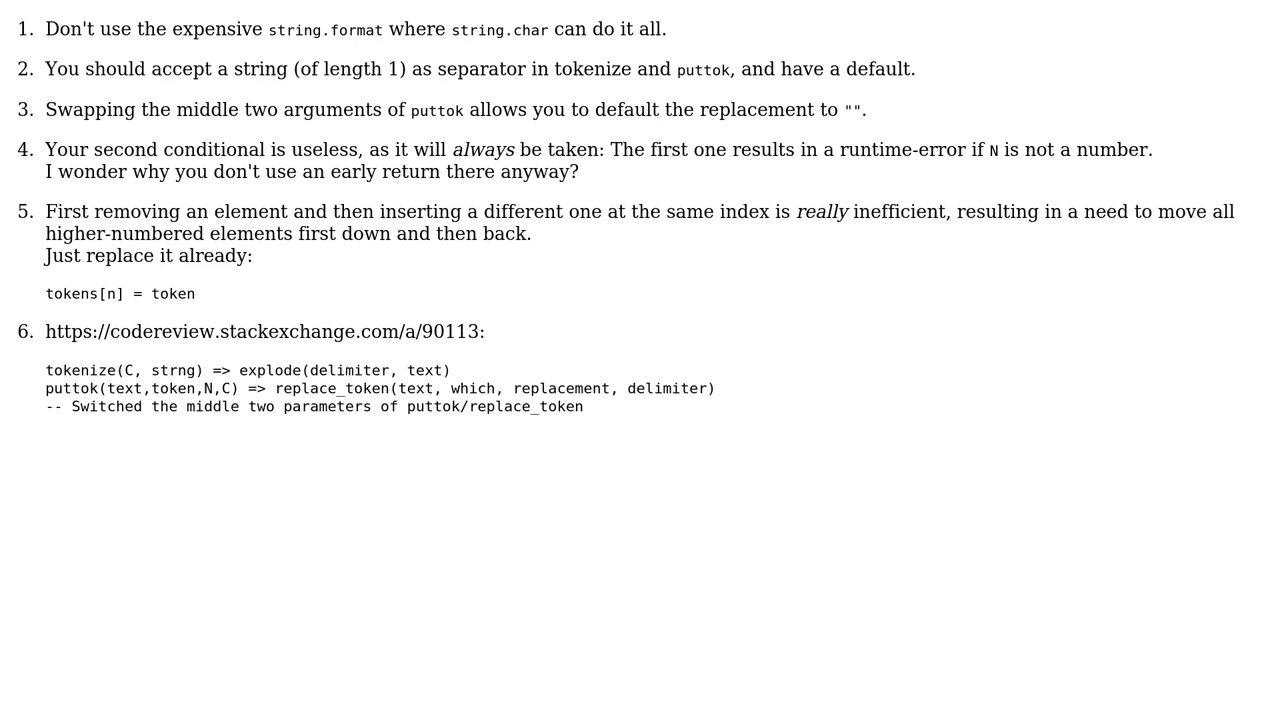 1. Don't use the expensive string.format where string.char can do it all.
2. You should accept a string (of length 1) as separator in tokenize and puttok, and have a default.
3. Swapping the middle two arguments of puttok allows you to default the replacement to "".
4. Your second conditional is useless, as it will always be taken: The first one results in a runtime-error if N is not a number.
I wonder why you don't use an early return there anyway?
5. First removing an element and then inserting a different one at the same index is really inefficient, resulting in a need to move all
higher-numbered elements first down and then back.
Just replace it already:
tokens[n] = token
6. https://codereview.stackexchange.com/a/90113:
tokenize(C, strng) => explode(delimiter, text)
puttok(text,token,N,C) => replace_token(text, which, replacement, delimiter)
-- Switched the middle two parameters of puttok/replace_token